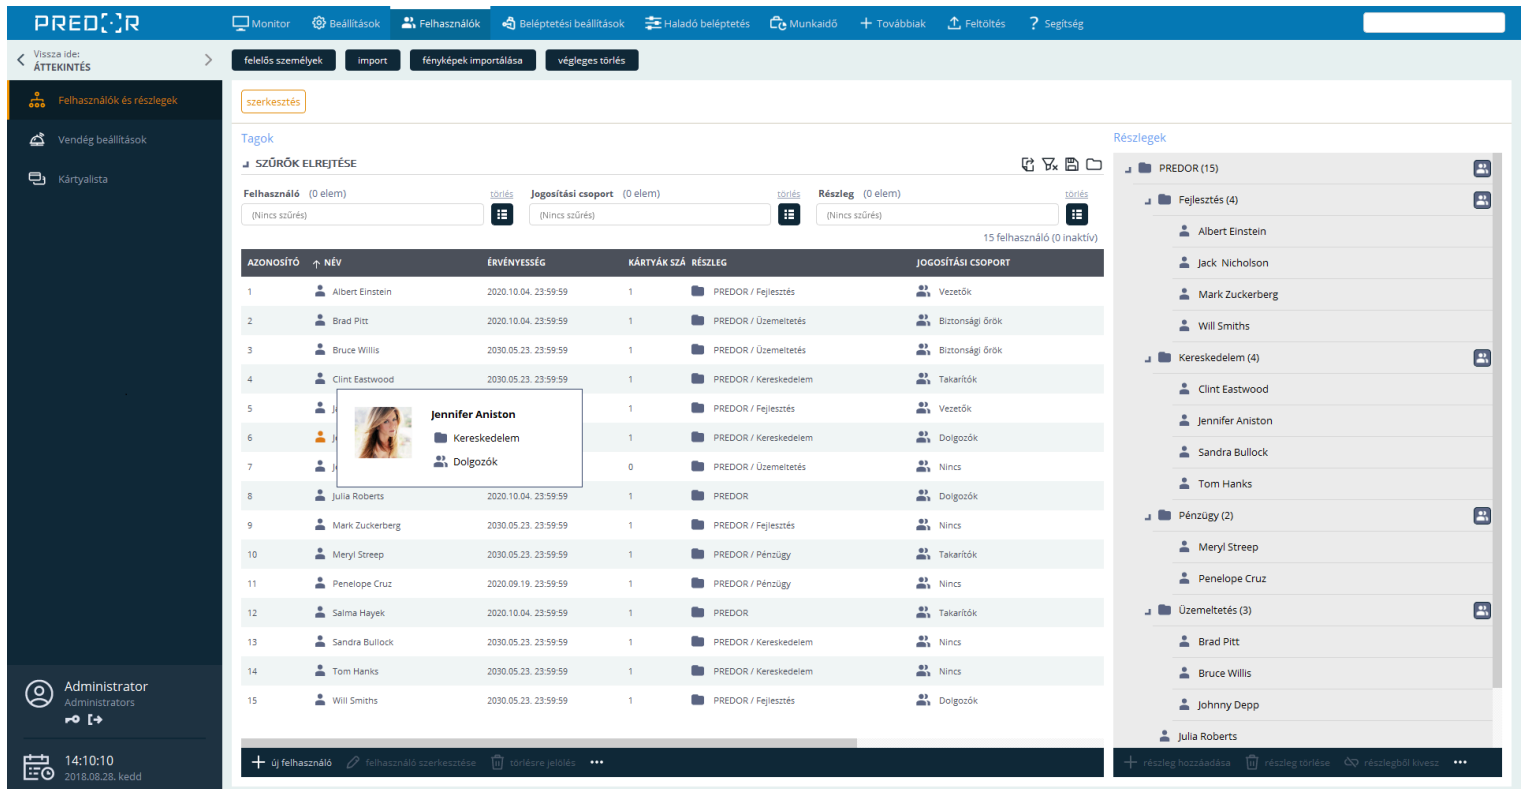 PRED[·]R
Monitor
Beállítások
Felhasználók
Beléptetési beállítások
Haladó beléptetés
Munkaidő
Továbbiak
Feltöltés
Segítség
Vissza ide:
ÁTTEKINTÉS
felelős személyek
import
fényképek importálása
végleges törlés
Felhasználók és részlegek
Vendég beállítások
Kártyalista
szerkesztés
Tagok
SZŰRŐK ELREJTÉSE
Felhasználó (0 elem) törlés
(Nincs szűrés)
Jogosítási csoport (0 elem) törlés
(Nincs szűrés)
Részleg (0 elem) törlés
(Nincs szűrés)
15 felhasználó (0 inaktív)
AZONOSÍTÓ NÉV ÉRVÉNYESSÉG KÁRTYÁK SZÁ RÉSZLEG JOGOSÍTÁSI CSOPORT
1 Albert Einstein 2020.10.04. 23:59:59 1 PREDOR / Fejlesztés Vezetők
2 Brad Pitt 2020.10.04. 23:59:59 1 PREDOR / Üzemeltetés Biztonsági őrök
3 Bruce Willis 2030.05.23. 23:59:59 1 PREDOR / Üzemeltetés Biztonsági őrök
4 Clint Eastwood 2030.05.23. 23:59:59 1 PREDOR / Kereskedelem Takarítók
5 1 PREDOR / Fejlesztés Vezetők
6 1 PREDOR / Kereskedelem Dolgozók
7 0 PREDOR / Üzemeltetés Nincs
8 Julia Roberts 2020.10.04. 23:59:59 1 PREDOR Dolgozók
9 Mark Zuckerberg 2030.05.23. 23:59:59 1 PREDOR / Fejlesztés Nincs
10 Meryl Streep 2030.05.23. 23:59:59 1 PREDOR / Pénzügy Takarítók
11 Penelope Cruz 2020.09.19. 23:59:59 1 PREDOR / Pénzügy Nincs
12 Salma Hayek 2020.10.04. 23:59:59 1 PREDOR Takarítók
13 Sandra Bullock 2030.05.23. 23:59:59 1 PREDOR / Kereskedelem Nincs
14 Tom Hanks 2030.05.23. 23:59:59 1 PREDOR / Kereskedelem Nincs
15 Will Smiths 2030.05.23. 23:59:59 1 PREDOR / Fejlesztés Dolgozók
Jennifer Aniston
Kereskedelem
Dolgozók
új felhasználó
felhasználó szerkesztése
törlésre jelölés
Részlegek
PREDOR (15)
Fejlesztés (4)
Albert Einstein
Jack Nicholson
Mark Zuckerberg
Will Smiths
Kereskedelem (4)
Clint Eastwood
Jennifer Aniston
Sandra Bullock
Tom Hanks
Pénzügy (2)
Meryl Streep
Penelope Cruz
Üzemeltetés (3)
Brad Pitt
Bruce Willis
Johnny Depp
Julia Roberts
részleg hozzáadása
részleg törlése
részlegből kivesz
Administrator
Administrators
14:10:10
2018.08.28. kedd